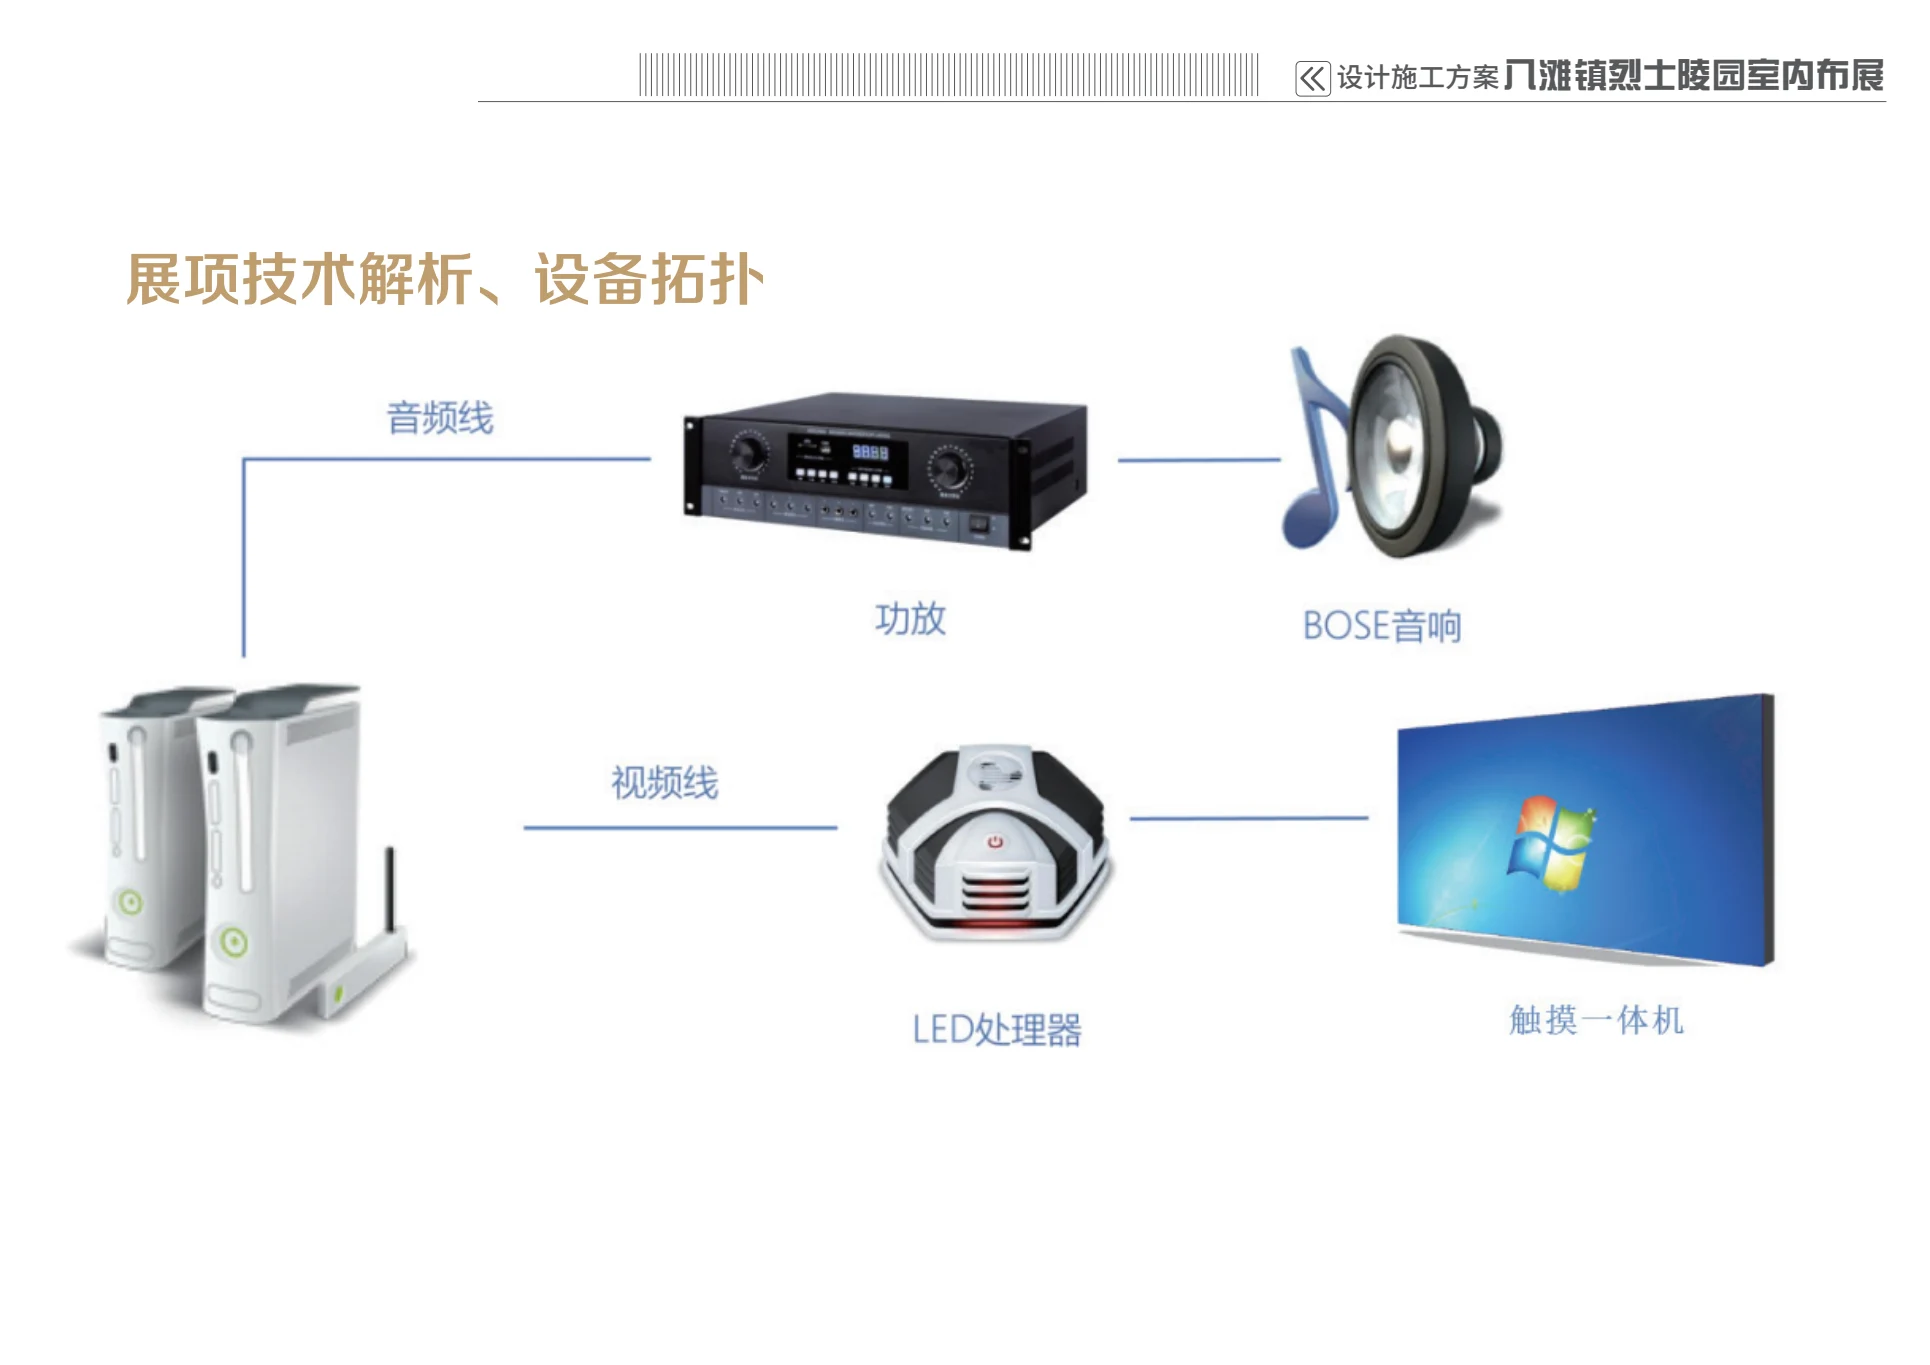 设计施工方案 八滩镇烈士陵园室内布展
展项技术解析、设备拓扑
音频线
功放
BOSE音响
视频线
LED处理器
触摸一体机